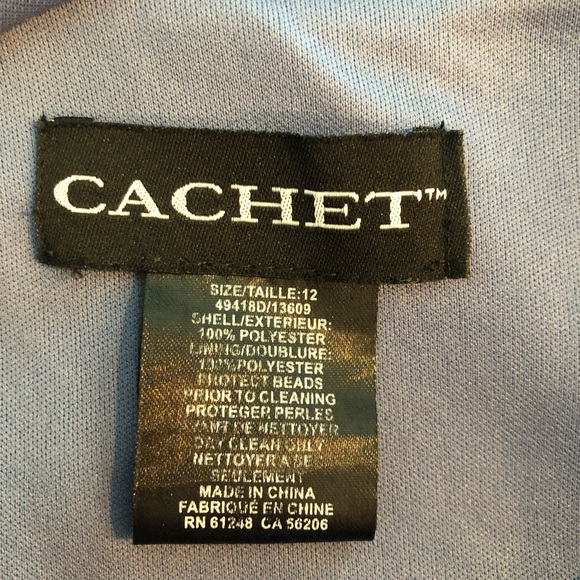 CACHET™
SIZE/TAILLE:12
49418D/13609
SHELL/EXTERIEUR:
100% POLYESTER
LINING/DOUBLURE:
100%POLYESTER
PROTECT BEADS
PRIOR TO CLEANING
PROTEGER PERLES
AVANT DE NETTOYER
DRY CLEAN ONLY
NETTOYER A SEC
SEULEMENT
MADE IN CHINA
FABRIQUÉ EN CHINE
RN 61248 CA 56206